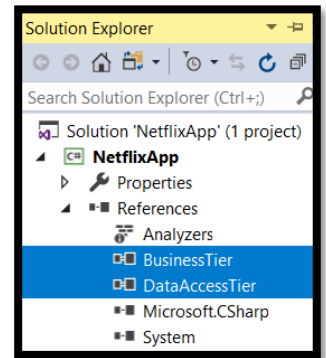 Solution Explorer
Search Solution Explorer (Ctrl+;)
Solution 'NetflixApp' (1 project)
C# NetflixApp
Properties
References
Analyzers
BusinessTier
DataAccessTier
Microsoft.CSharp
System